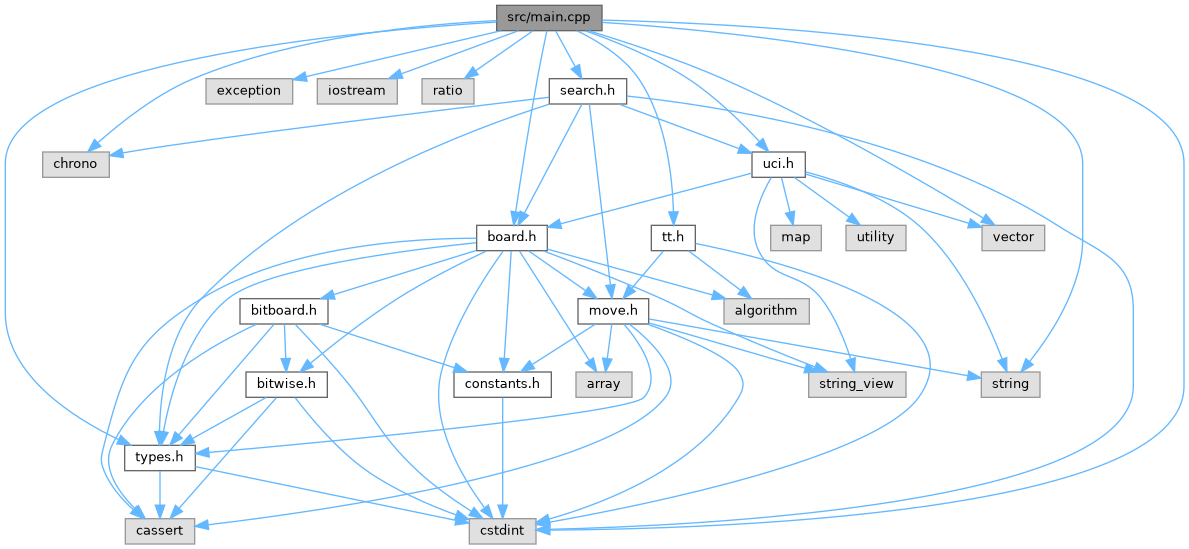 src/main.cpp
exception
iostream
ratio
search.h
chrono
uci.h
board.h
tt.h
map
utility
vector
bitboard.h
move.h
algorithm
bitwise.h
constants.h
array
string_view
string
types.h
cassert
cstdint